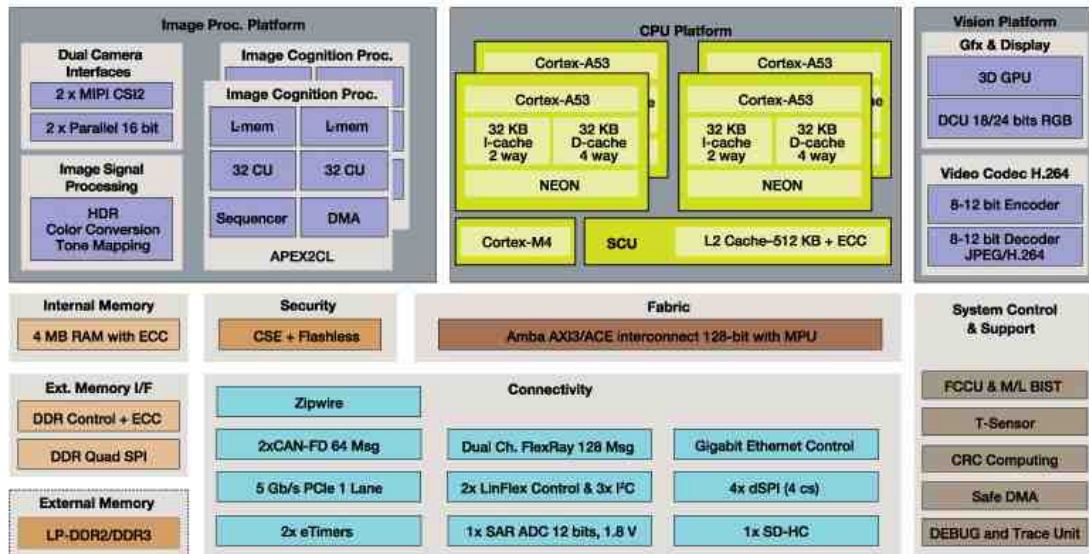 Image Proc. Platform
Dual Camera
Interfaces
2 x MIPI CSI2
2 x Parallel 16 bit
Image Signal
Processing
HDR
Color Conversion
Tone Mapping
Image Cognition Proc.
Image Cognition Proc.
L-mem
L-mem
32 CU
32 CU
Sequencer
DMA
APEX2CL
CPU Platform
Cortex-A53
Cortex-A53
32 KB
I-cache
2 way
32 KB
D-cache
4 way
NEON
Cortex-A53
Cortex-A53
32 KB
I-cache
2 way
32 KB
D-cache
4 way
NEON
Cortex-M4
SCU
L2 Cache–512 KB + ECC
Vision Platform
Gfx & Display
3D GPU
DCU 18/24 bits RGB
Video Codec H.264
8-12 bit Encoder
8-12 bit Decoder
JPEG/H.264
Internal Memory
4 MB RAM with ECC
Security
CSE + Flashless
Fabric
Amba AXI3/ACE interconnect 128-bit with MPU
System Control
& Support
FCCU & M/L BIST
T-Sensor
CRC Computing
Safe DMA
DEBUG and Trace Unit
Ext. Memory I/F
DDR Control + ECC
DDR Quad SPI
External Memory
LP-DDR2/DDR3
Connectivity
Zipwire
2xCAN-FD 64 Msg
Dual Ch. FlexRay 128 Msg
Gigabit Ethernet Control
5 Gb/s PCIe 1 Lane
2x LinFlex Control & 3x I²C
4x dSPI (4 cs)
2x eTimers
1x SAR ADC 12 bits, 1.8 V
1x SD-HC